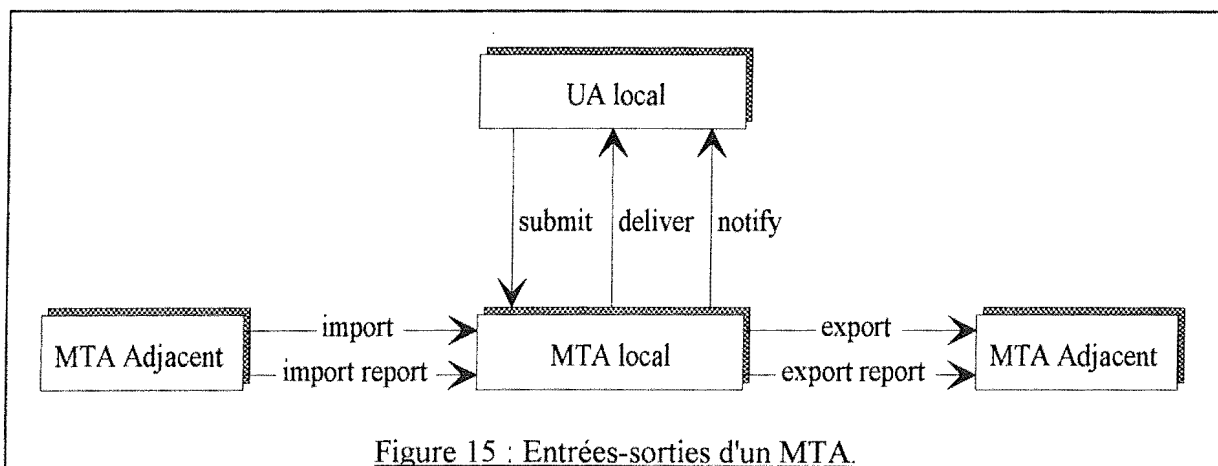 UA local
submit deliver notify
MTA Adjacent
import
import report
MTA local
export
export report
MTA Adjacent
Figure 15 : Entrées-sorties d'un MTA.